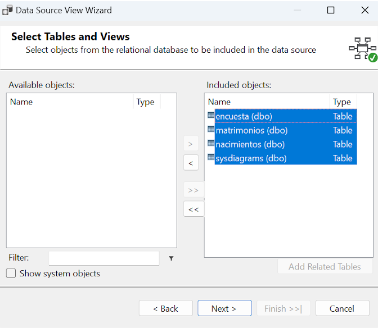 Data Source View Wizard
Select Tables and Views
Select objects from the relational database to be included in the data source
Available objects:
Name Type
Included objects:
Name Type
encuesta (dbo) Table
matrimonios (dbo) Table
nacimientos (dbo) Table
sysdiagrams (dbo) Table
>
<
>>
<<
Filter:
Show system objects
Add Related Tables
< Back Next > Finish >>| Cancel